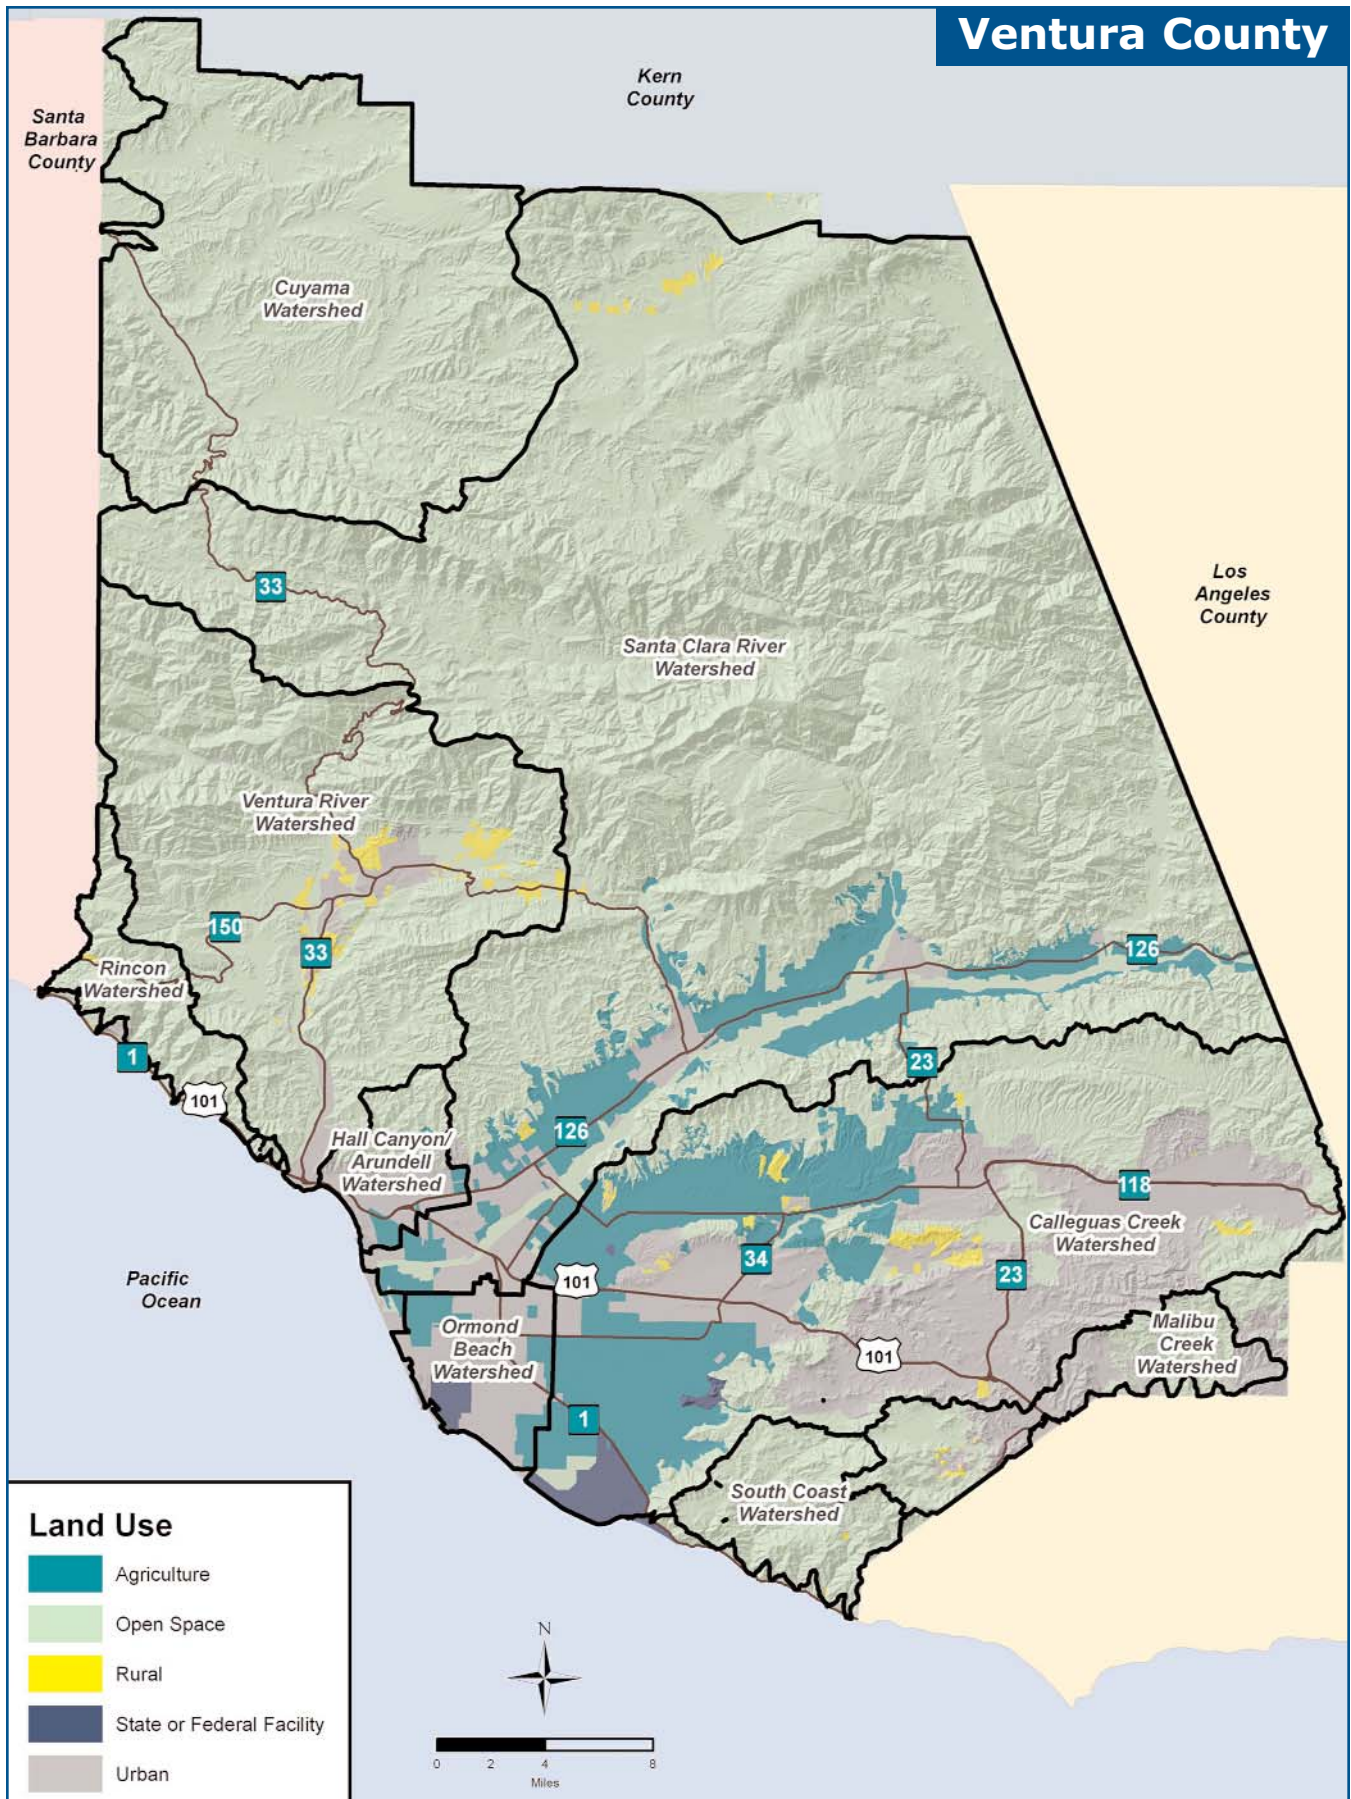 Ventura County
Kern
County
Santa
Barbara
County
Cuyama
Watershed
Los
Angeles
County
33
Santa Clara River
Watershed
Ventura River
Watershed
150
33
126
Rincon
Watershed
1
101
23
Hall Canyon/
Arundell
Watershed
126
118
Calleguas Creek
Watershed
34
23
101
Pacific
Ocean
Ormond
Beach
Watershed
Malibu
Creek
Watershed
101
1
South Coast
Watershed
Land Use
Agriculture
Open Space
Rural
State or Federal Facility
Urban
N
0 2 4 8
Miles